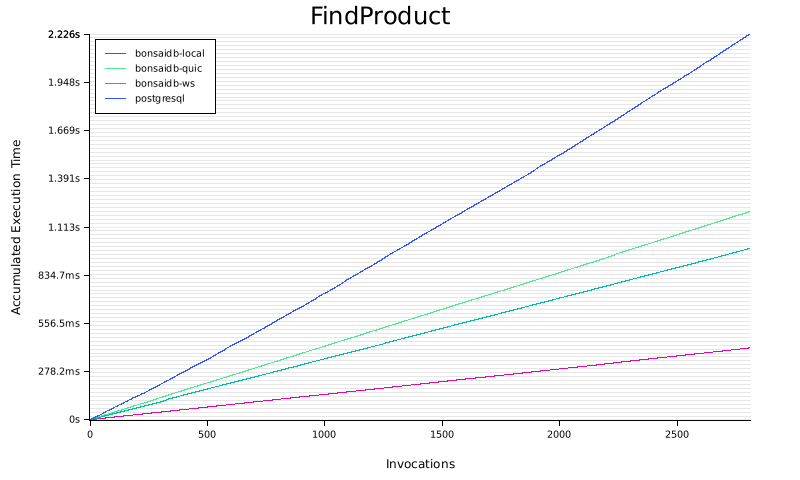 FindProduct
2.226s
1.948s
1.669s
1.391s
1.113s
834.7ms
556.5ms
278.2ms
0s
Accumulated Execution Time
bonsaidb-local
bonsaidb-quic
bonsaidb-ws
postgresql
0 500 1000 1500 2000 2500
Invocations